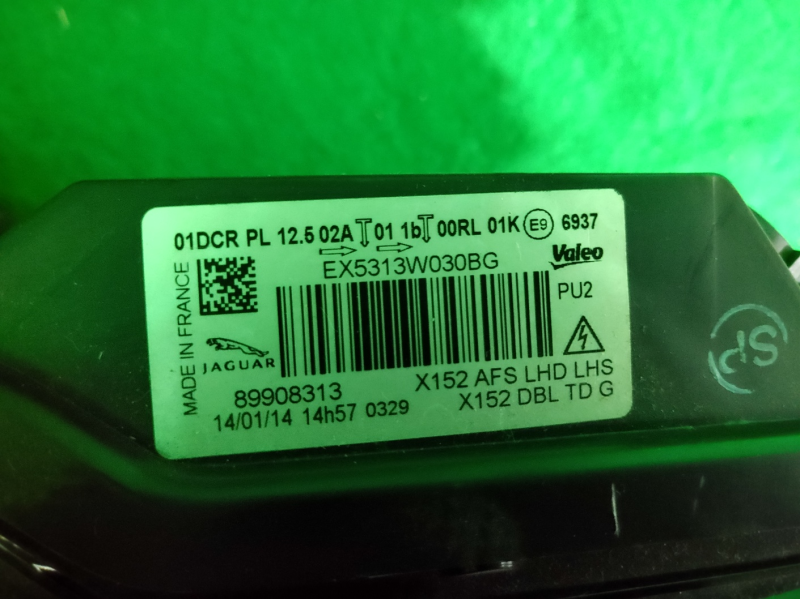 01DCR PL 12.5 02A 01 1b 00RL 01K E9 6937
EX5313W030BG
Valeo
PU2
MADE IN FRANCE
JAGUAR
89908313
X152 AFS LHD LHS
14/01/14 14h57 0329
X152 DBL TD G
SP